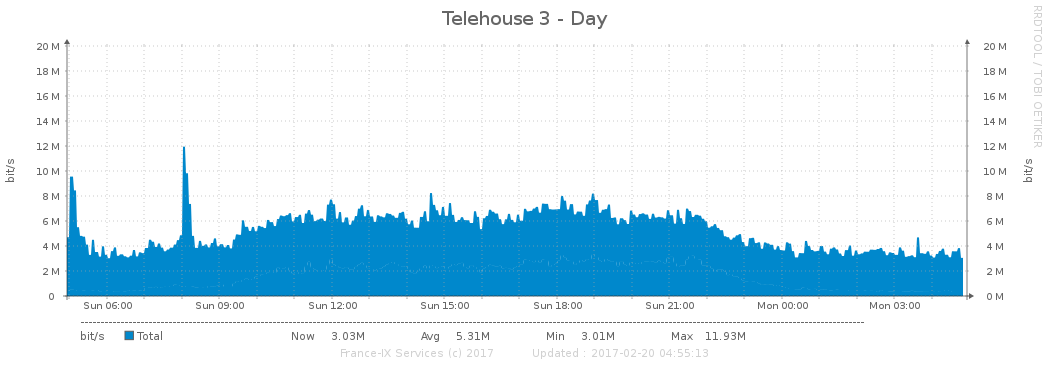 Telehouse 3 - Day
RRDTOOL / TOBI OETIKER
bit/s
20 M 20 M
18 M 18 M
16 M 16 M
14 M 14 M
12 M 12 M
10 M 10 M
8 M 8 M
6 M 6 M
4 M 4 M
2 M 2 M
0 0 M
bit/s
Sun 06:00 Sun 09:00 Sun 12:00 Sun 15:00 Sun 18:00 Sun 21:00 Mon 00:00 Mon 03:00
bit/s Total Now 3.03M Avg 5.31M Min 3.01M Max 11.93M
France-IX Services (c) 2017 Updated : 2017-02-20 04:55:13